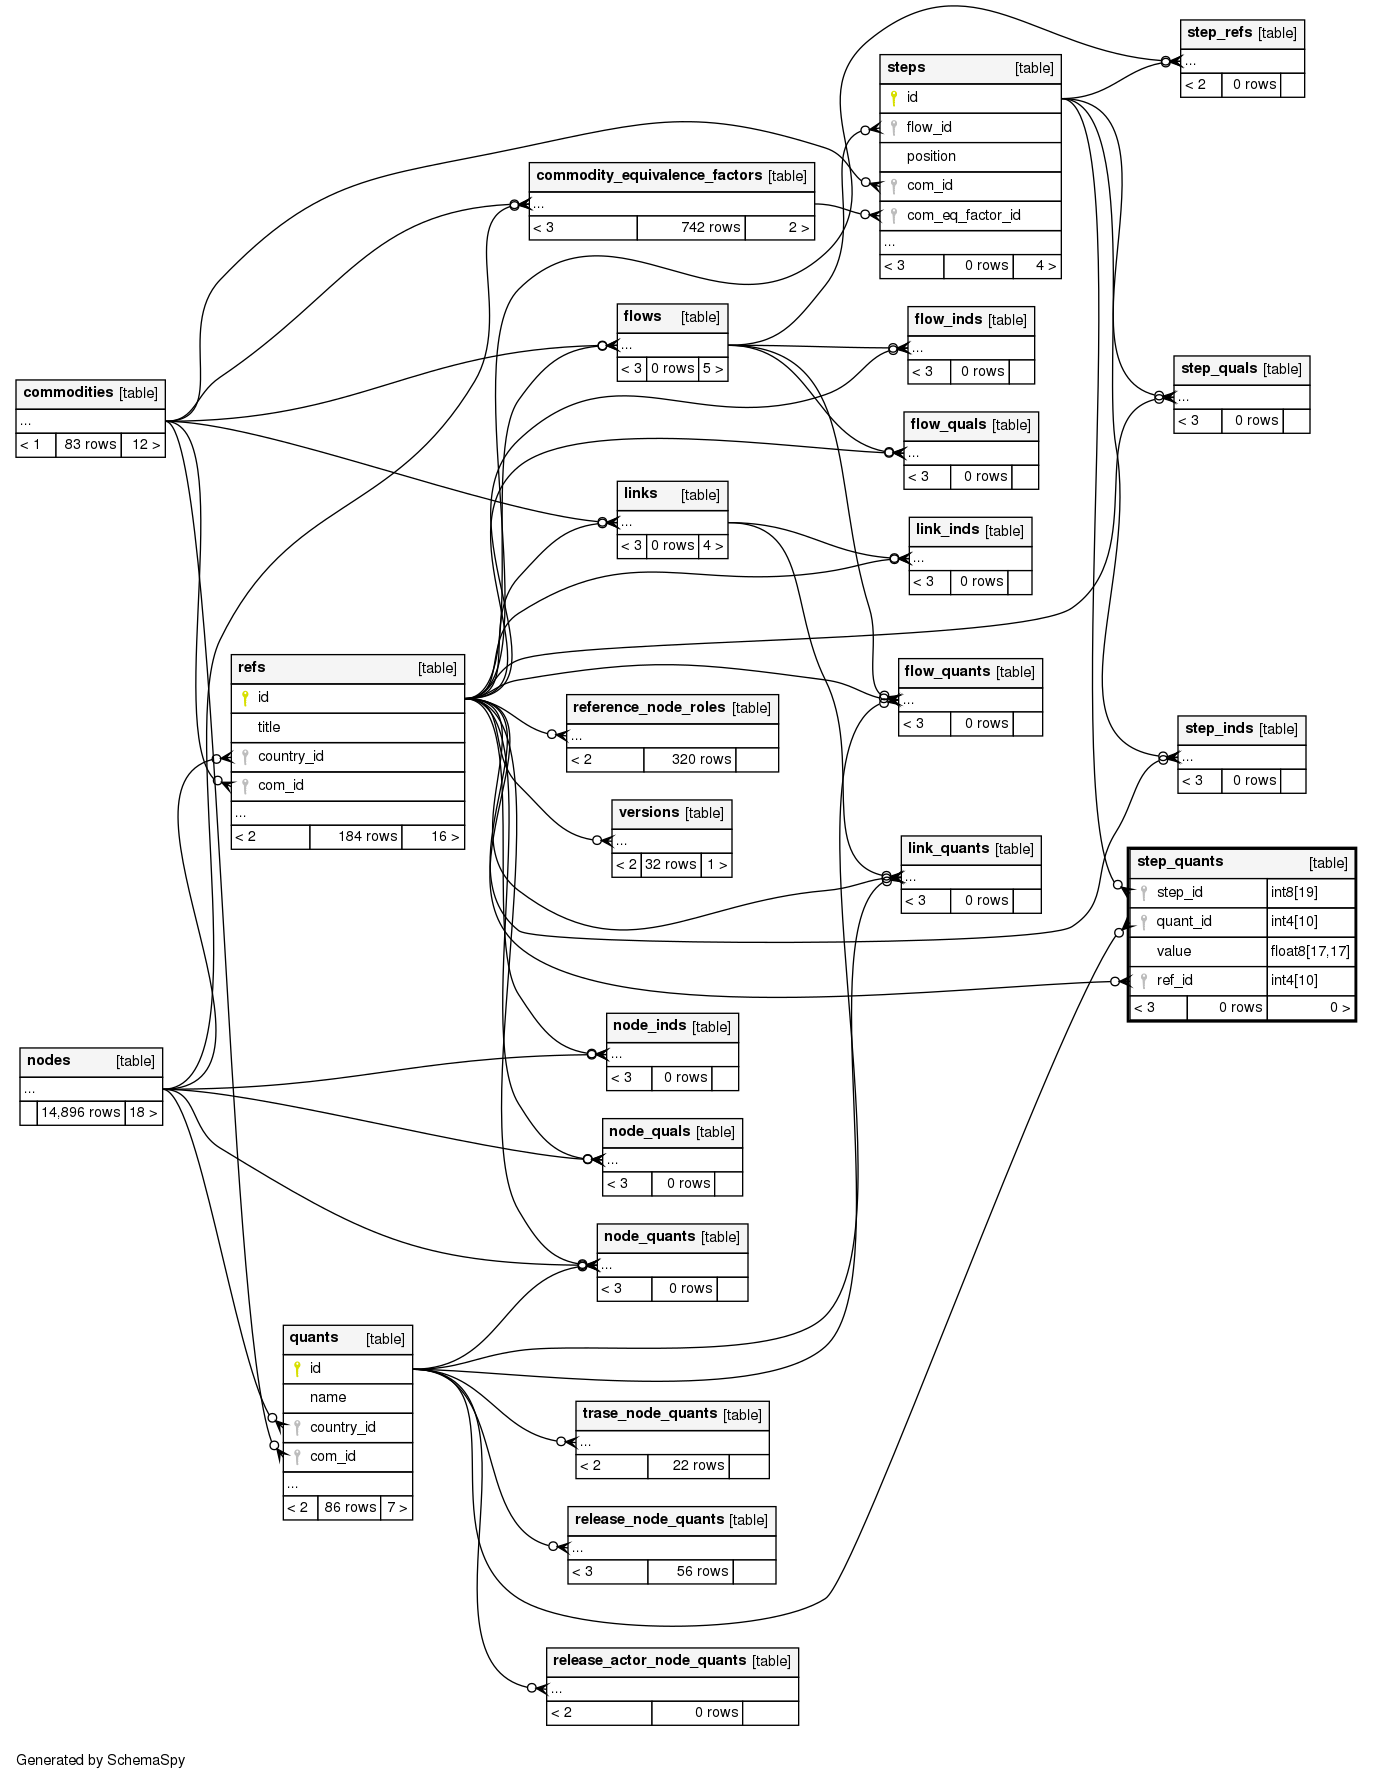 step_refs [table]
...
< 2 0 rows
steps [table]
id
flow_id
position
com_id
com_eq_factor_id
...
< 3 0 rows 4 >
commodity_equivalence_factors [table]
...
< 3 742 rows 2 >
flows [table]
...
< 3 0 rows 5 >
flow_inds [table]
...
< 3 0 rows
step_quals [table]
...
< 3 0 rows
commodities [table]
...
< 1 83 rows 12 >
flow_quals [table]
...
< 3 0 rows
links [table]
...
< 3 0 rows 4 >
link_inds [table]
...
< 3 0 rows
refs [table]
id
title
country_id
com_id
...
< 2 184 rows 16 >
flow_quants [table]
...
< 3 0 rows
reference_node_roles [table]
...
< 2 320 rows
step_inds [table]
...
< 3 0 rows
versions [table]
...
< 2 32 rows 1 >
link_quants [table]
...
< 3 0 rows
step_quants [table]
step_id int8[19]
quant_id int4[10]
value float8[17,17]
ref_id int4[10]
< 3 0 rows 0 >
node_inds [table]
...
< 3 0 rows
nodes [table]
...
14,896 rows 18 >
node_quals [table]
...
< 3 0 rows
node_quants [table]
...
< 3 0 rows
quants [table]
id
name
country_id
com_id
...
< 2 86 rows 7 >
trase_node_quants [table]
...
< 2 22 rows
release_node_quants [table]
...
< 3 56 rows
release_actor_node_quants [table]
...
< 2 0 rows
Generated by SchemaSpy